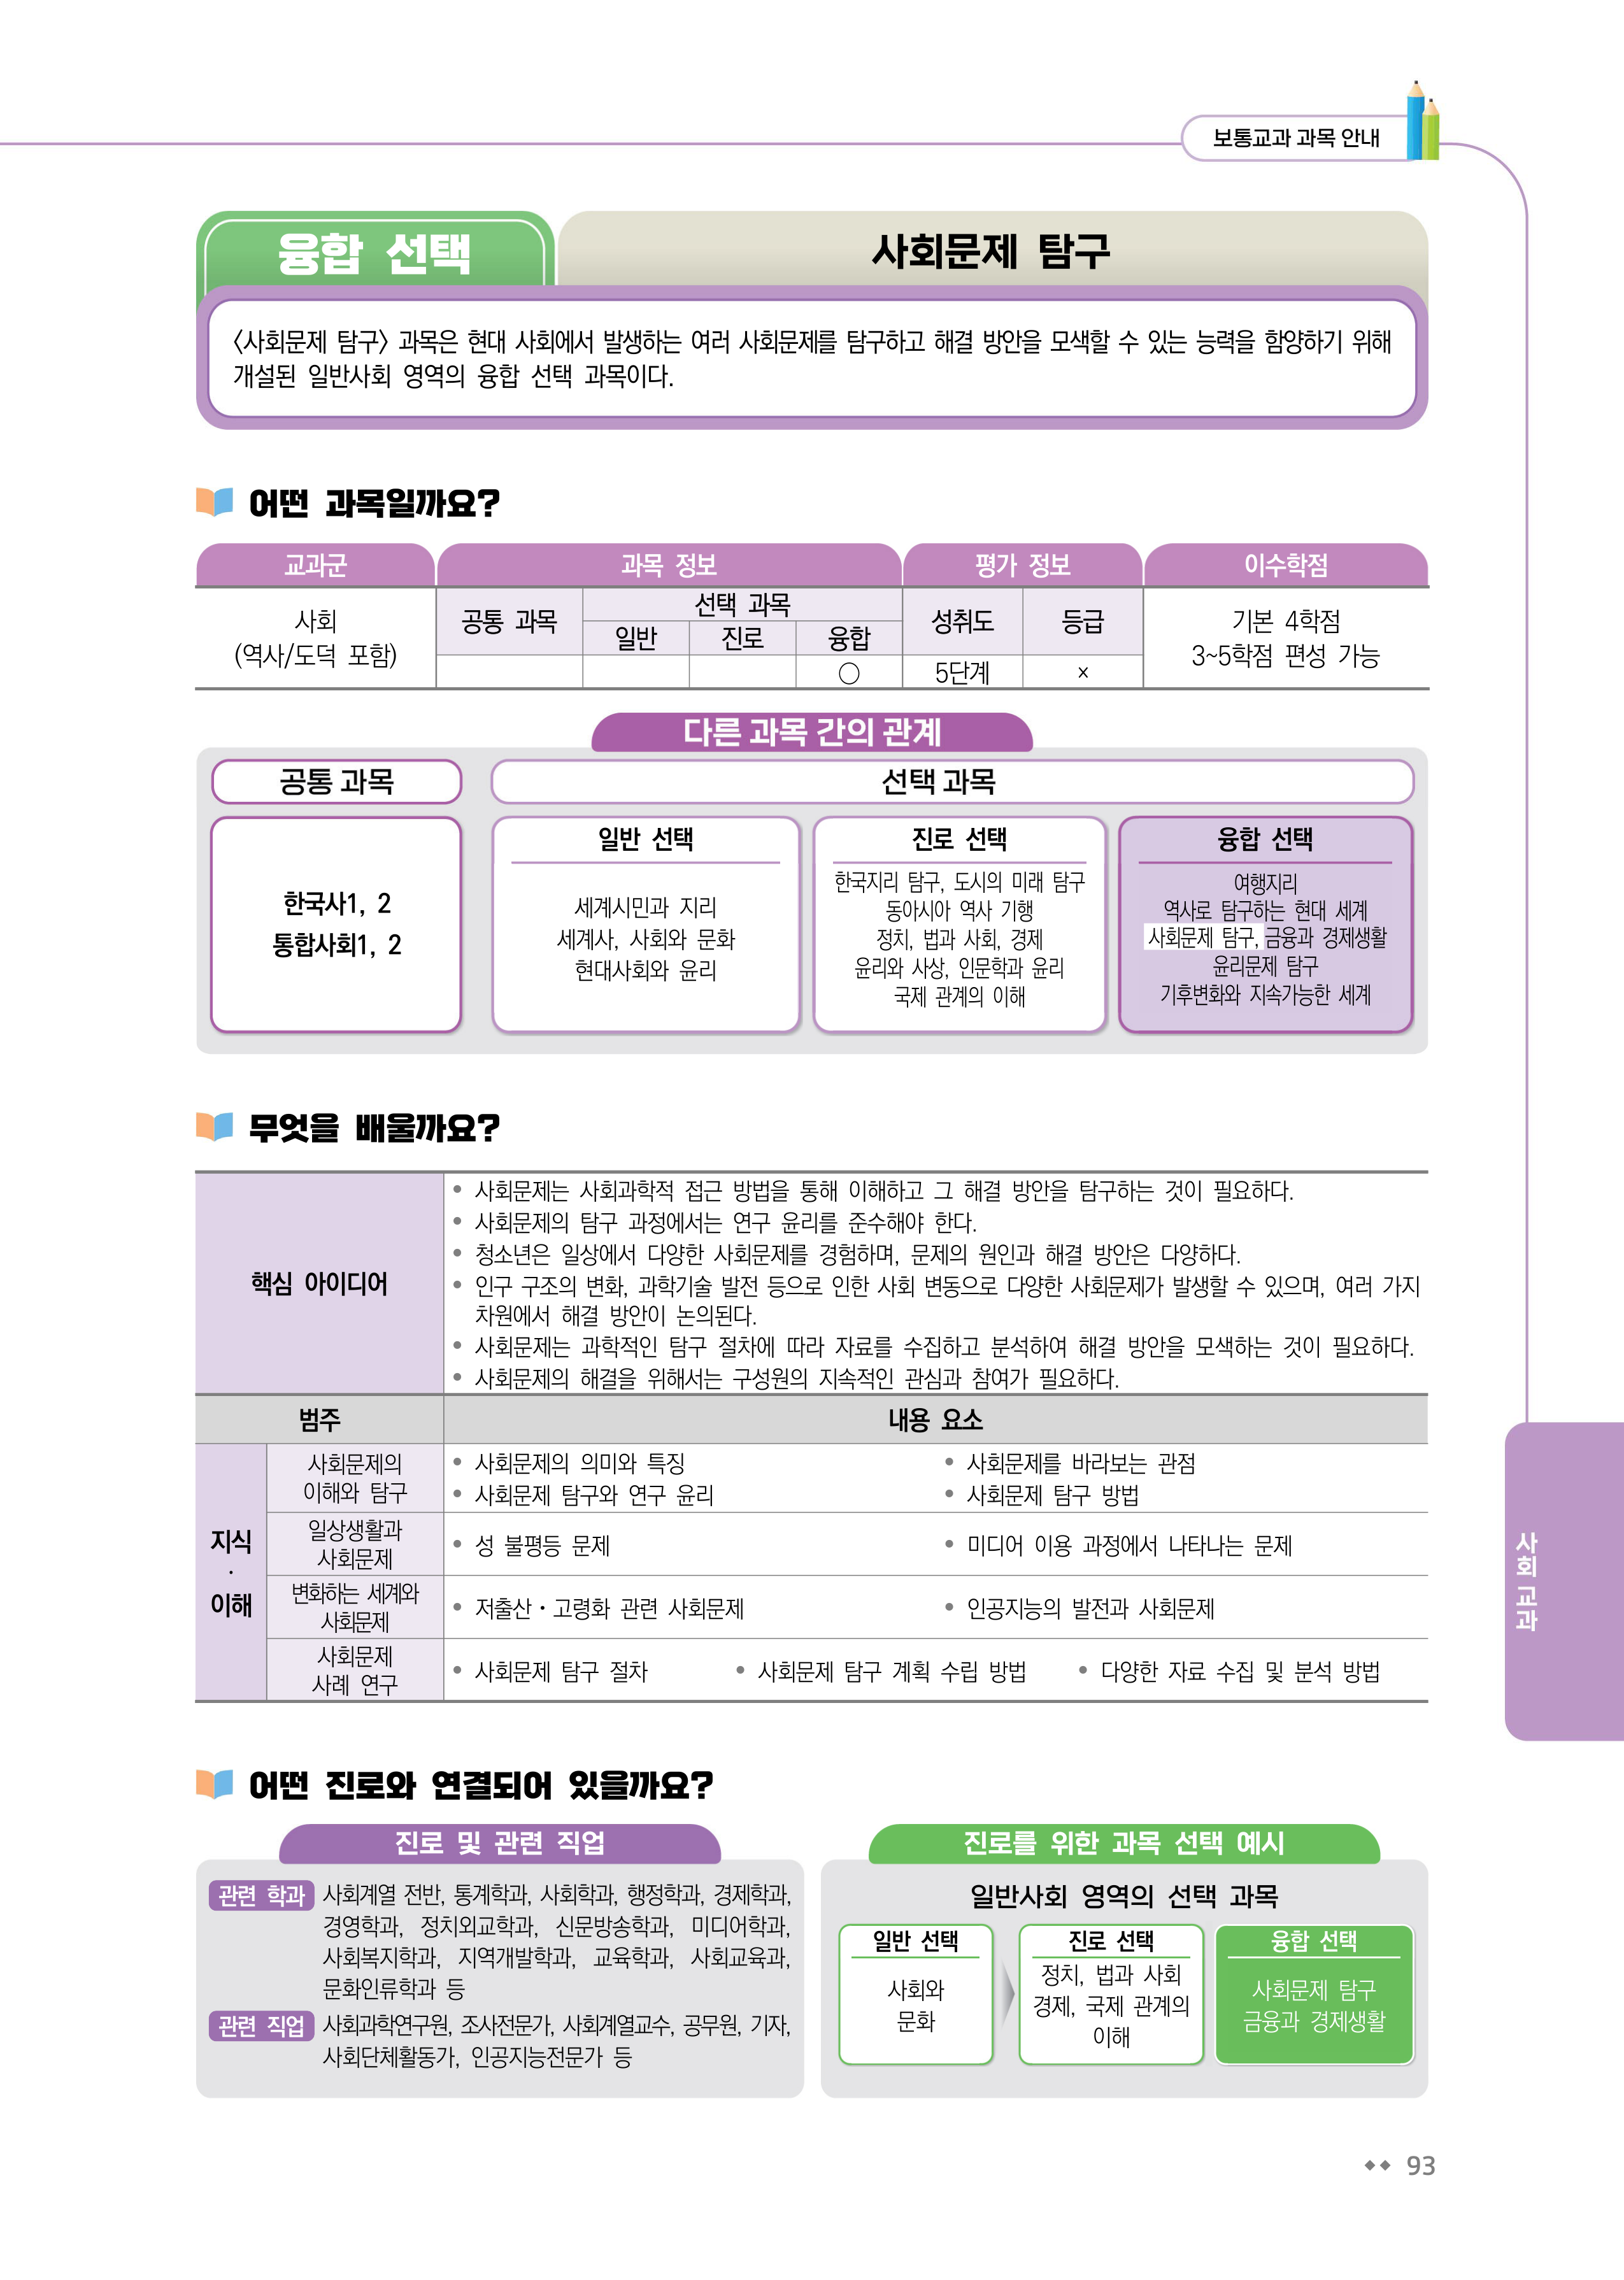 보통교과 과목 안내
융합 선택
사회문제 탐구
<사회문제 탐구> 과목은 현대 사회에서 발생하는 여러 사회문제를 탐구하고 해결 방안을 모색할 수 있는 능력을 함양하기 위해
개설된 일반사회 영역의 융합 선택 과목이다.
어떤 과목일까요?
교과군 과목 정보 평가 정보 이수학점
사회
(역사/도덕 포함)
공통 과목
선택 과목
일반 진로 융합
○
성취도 등급
5단계 ×
기본 4학점
3~5학점 편성 가능
다른 과목 간의 관계
공통 과목
선택 과목
한국사1, 2
통합사회1, 2
일반 선택
세계시민과 지리
세계사, 사회와 문화
현대사회와 윤리
진로 선택
한국지리 탐구, 도시의 미래 탐구
동아시아 역사 기행
정치, 법과 사회, 경제
윤리와 사상, 인문학과 윤리
국제 관계의 이해
융합 선택
여행지리
역사로 탐구하는 현대 세계
사회문제 탐구, 금융과 경제생활
윤리문제 탐구
기후변화와 지속가능한 세계
무엇을 배울까요?
핵심 아이디어
• 사회문제는 사회과학적 접근 방법을 통해 이해하고 그 해결 방안을 탐구하는 것이 필요하다.
• 사회문제의 탐구 과정에서는 연구 윤리를 준수해야 한다.
• 청소년은 일상에서 다양한 사회문제를 경험하며, 문제의 원인과 해결 방안은 다양하다.
• 인구 구조의 변화, 과학기술 발전 등으로 인한 사회 변동으로 다양한 사회문제가 발생할 수 있으며, 여러 가지
차원에서 해결 방안이 논의된다.
• 사회문제는 과학적인 탐구 절차에 따라 자료를 수집하고 분석하여 해결 방안을 모색하는 것이 필요하다.
• 사회문제의 해결을 위해서는 구성원의 지속적인 관심과 참여가 필요하다.
범주 내용 요소
지식
·
이해
사회문제의
이해와 탐구
• 사회문제의 의미와 특징 • 사회문제를 바라보는 관점
• 사회문제 탐구와 연구 윤리 • 사회문제 탐구 방법
일상생활과
사회문제
• 성 불평등 문제 • 미디어 이용 과정에서 나타나는 문제
변화하는 세계와
사회문제
• 저출산·고령화 관련 사회문제 • 인공지능의 발전과 사회문제
사회문제
사례 연구
• 사회문제 탐구 절차 • 사회문제 탐구 계획 수립 방법 • 다양한 자료 수집 및 분석 방법
사회교과
어떤 진로와 연결되어 있을까요?
진로 및 관련 직업
관련 학과 사회계열 전반, 통계학과, 사회학과, 행정학과, 경제학과,
경영학과, 정치외교학과, 신문방송학과, 미디어학과,
사회복지학과, 지역개발학과, 교육학과, 사회교육과,
문화인류학과 등
관련 직업 사회과학연구원, 조사전문가, 사회계열교수, 공무원, 기자,
사회단체활동가, 인공지능전문가 등
진로를 위한 과목 선택 예시
일반사회 영역의 선택 과목
일반 선택
사회와
문화
진로 선택
정치, 법과 사회
경제, 국제 관계의
이해
융합 선택
사회문제 탐구
금융과 경제생활
◆◆ 93